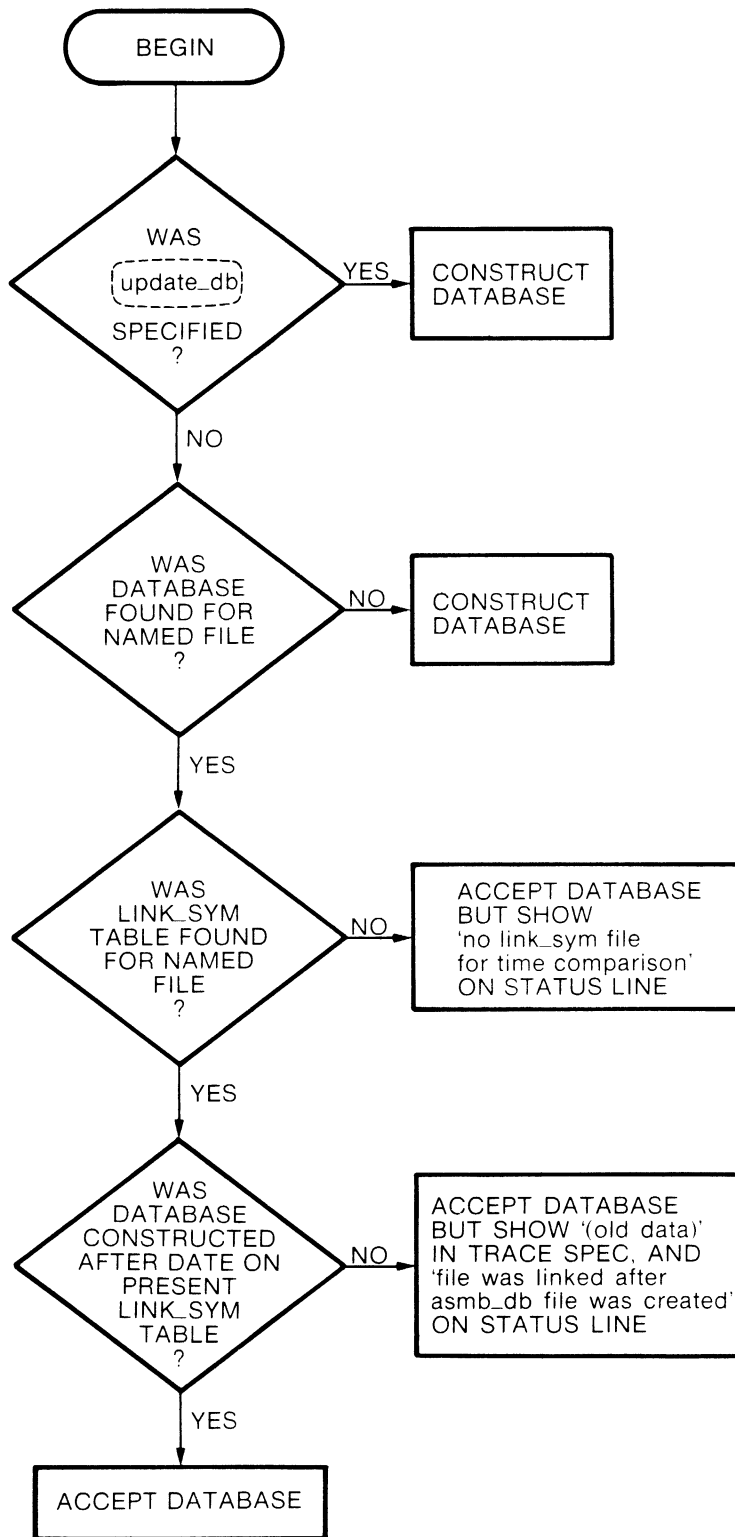 BEGIN
WAS
update_db
SPECIFIED
?
YES
CONSTRUCT
DATABASE
NO
WAS
DATABASE
FOUND FOR
NAMED FILE
?
NO
CONSTRUCT
DATABASE
YES
WAS
LINK_SYM
TABLE FOUND
FOR NAMED
FILE
?
NO
ACCEPT DATABASE
BUT SHOW
'no link_sym file
for time comparison'
ON STATUS LINE
YES
WAS
DATABASE
CONSTRUCTED
AFTER DATE ON
PRESENT
LINK_SYM
TABLE
?
NO
ACCEPT DATABASE
BUT SHOW '(old data)'
IN TRACE SPEC, AND
'file was linked after
asmb_db file was created'
ON STATUS LINE
YES
ACCEPT DATABASE